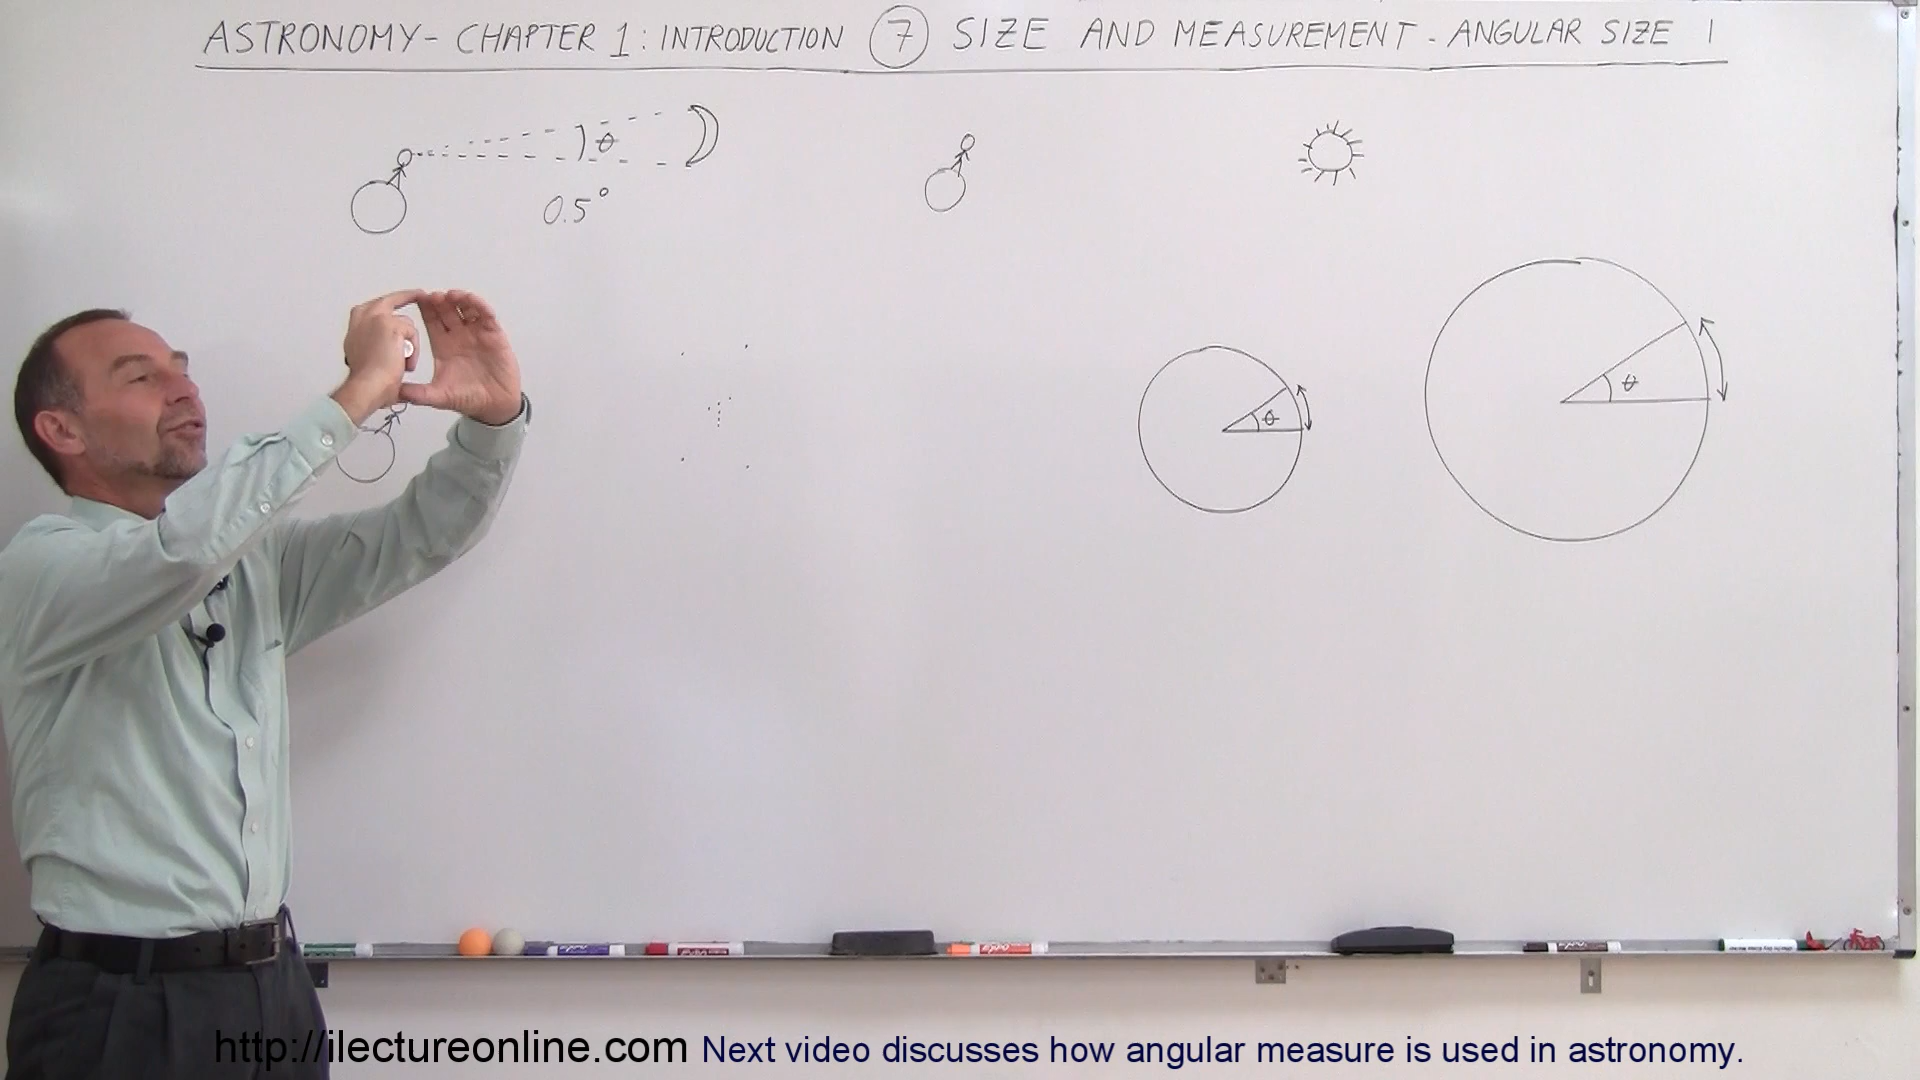 ASTRONOMY - CHAPTER 1 : INTRODUCTION 7 SIZE AND MEASUREMENT - ANGULAR SIZE 1
θ
0.5°
θ
θ
http://ilectureonline.com Next video discusses how angular measure is used in astronomy.